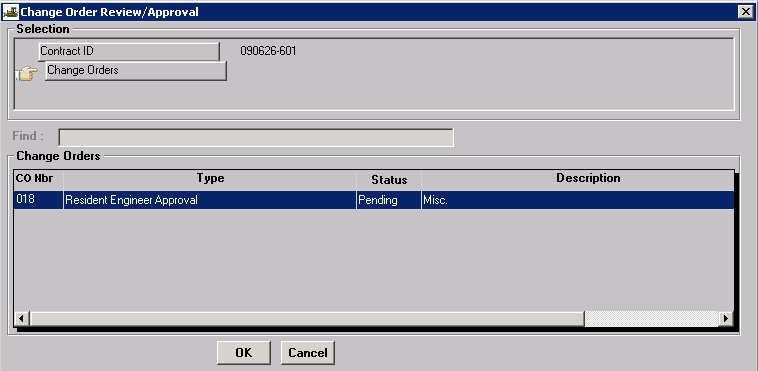 Change Order Review/Approval
Selection
Contract ID 090626-601
Change Orders
Find :
Change Orders
CO Nbr Type Status Description
018 Resident Engineer Approval Pending Misc.
OK Cancel